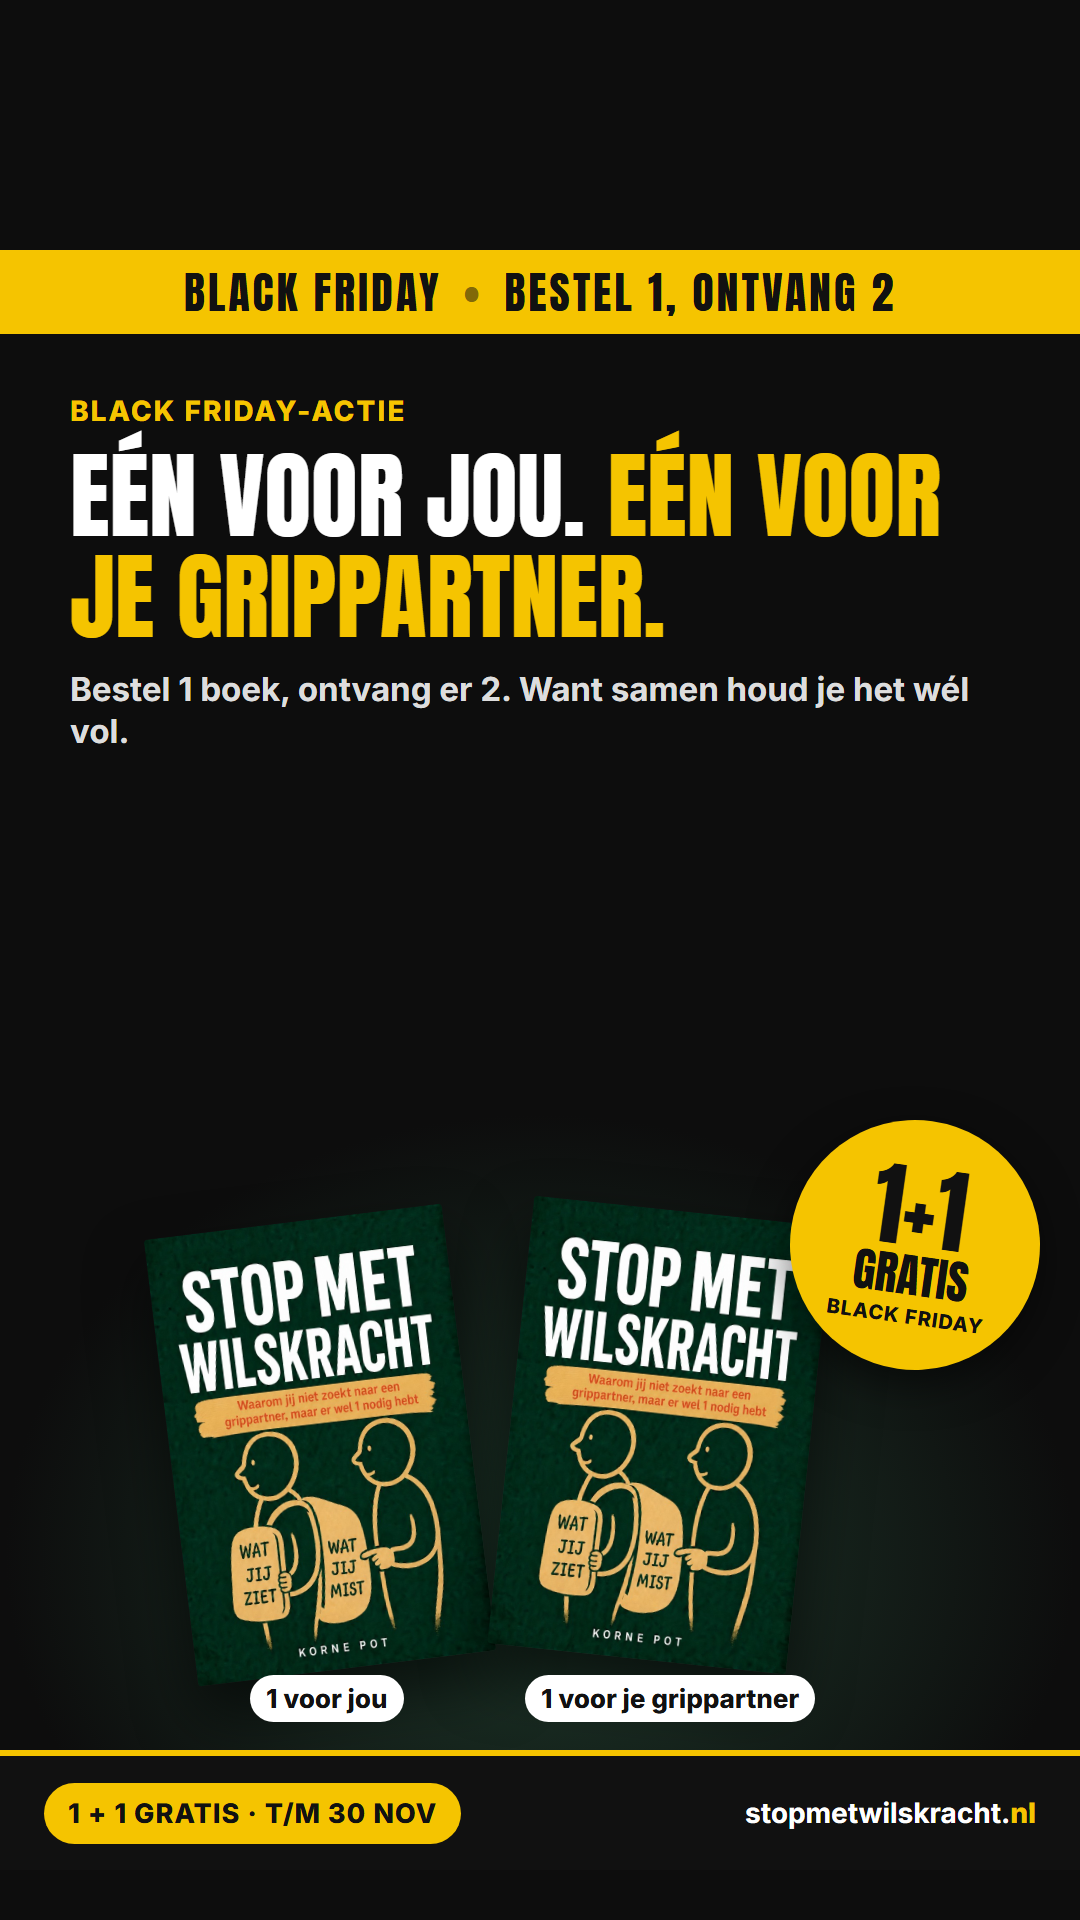 BLACK FRIDAY • BESTEL 1, ONTVANG 2
BLACK FRIDAY-ACTIE
EÉN VOOR JOU. EÉN VOOR
JE GRIPPARTNER.
Bestel 1 boek, ontvang er 2. Want samen houd je het wél
vol.
1+1
GRATIS
BLACK FRIDAY
STOP MET
WILSKRACHT
Waarom jij niet zoekt naar een
grippartner, maar er wel 1 nodig hebt
WAT
JIJ
ZIET
WAT
JIJ
MIST
KORNE POT
STOP MET
WILSKRACHT
Waarom jij niet zoekt naar een
grippartner, maar er wel 1 nodig hebt
WAT
JIJ
ZIET
WAT
JIJ
MIST
KORNE POT
1 voor jou
1 voor je grippartner
1 + 1 GRATIS · T/M 30 NOV
stopmetwilskracht.nl